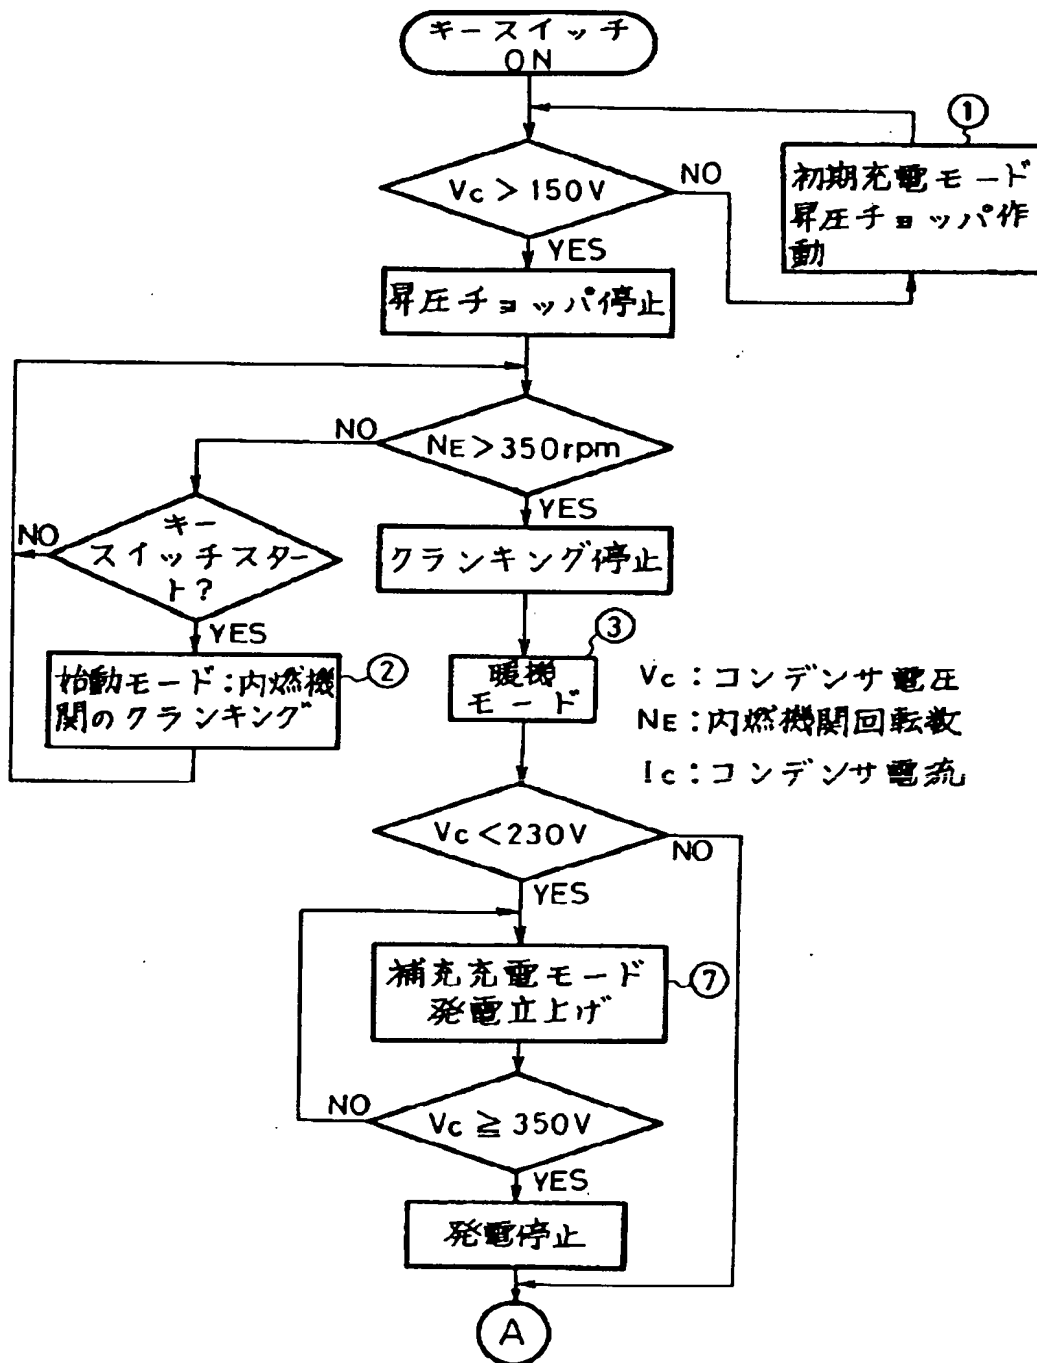 キースイッチ
ON
①
Vc > 150V
NO
初期充電モード
昇圧チョッパ作
動
YES
昇圧チョッパ停止
NO
NE > 350rpm
YES
キー
スイッチスター
ト?
NO
クランキング停止
YES
③
始動モード:内燃機
関のクランキング
②
暖機
モード
Vc:コンデンサ電圧
NE:内燃機関回転数
Ic:コンデンサ電流
Vc < 230V
NO
YES
補充充電モード
発電立上げ
⑦
NO
Vc ≧ 350V
YES
発電停止
A